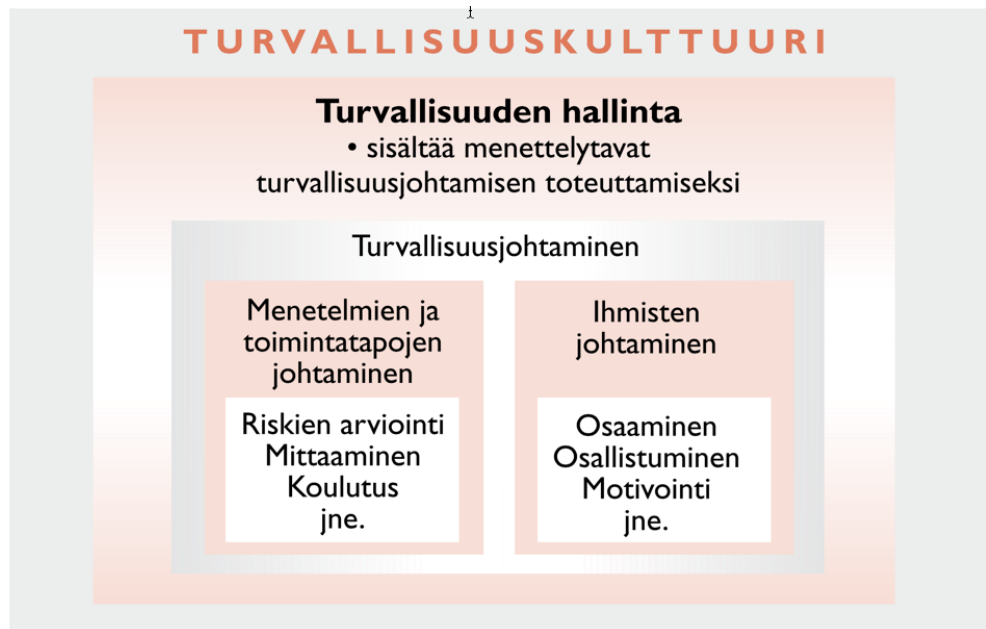 TURVALLISUUSKULTTUURI
Turvallisuuden hallinta
• sisältää menettelytavat
turvallisuusjohtamisen toteuttamiseksi
Turvallisuusjohtaminen
Menetelmien ja
toimintatapojen
johtaminen
Riskien arviointi
Mittaaminen
Koulutus
jne.
Ihmisten
johtaminen
Osaaminen
Osallistuminen
Motivointi
jne.